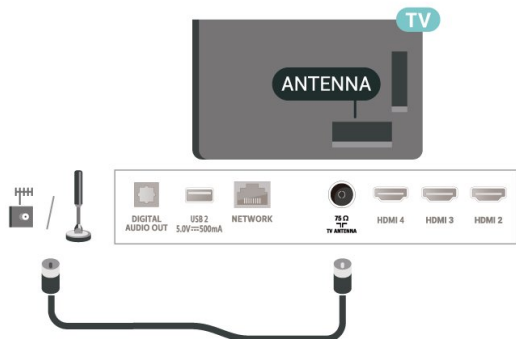 TV
ANTENNA
DIGITAL
AUDIO OUT
USB 2
5.0V⎓500mA
NETWORK
75 Ω
TV ANTENNA
HDMI 4
HDMI 3
HDMI 2